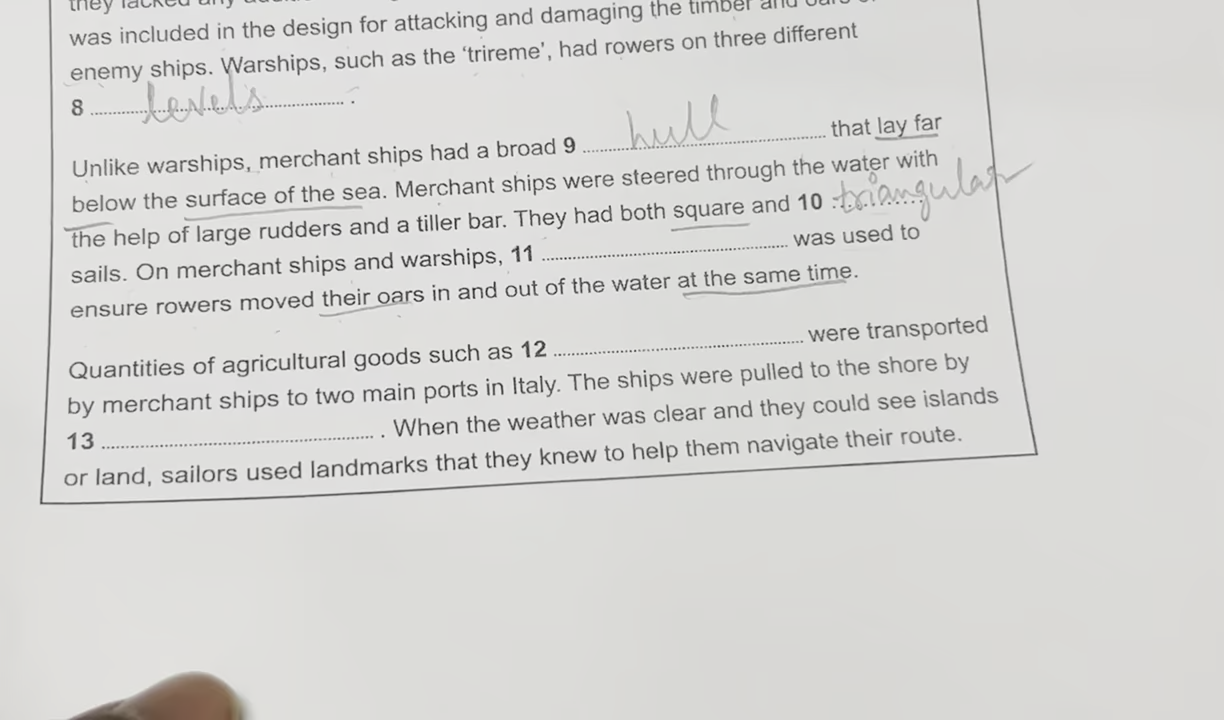 they lacked any
was included in the design for attacking and damaging the timber and oars of
enemy ships. Warships, such as the ‘trireme’, had rowers on three different
8 levels .
Unlike warships, merchant ships had a broad 9 hull that lay far
below the surface of the sea. Merchant ships were steered through the water with
the help of large rudders and a tiller bar. They had both square and 10 triangular
sails. On merchant ships and warships, 11 ........................ was used to
ensure rowers moved their oars in and out of the water at the same time.
Quantities of agricultural goods such as 12 ........................ were transported
by merchant ships to two main ports in Italy. The ships were pulled to the shore by
13 ........................ . When the weather was clear and they could see islands
or land, sailors used landmarks that they knew to help them navigate their route.